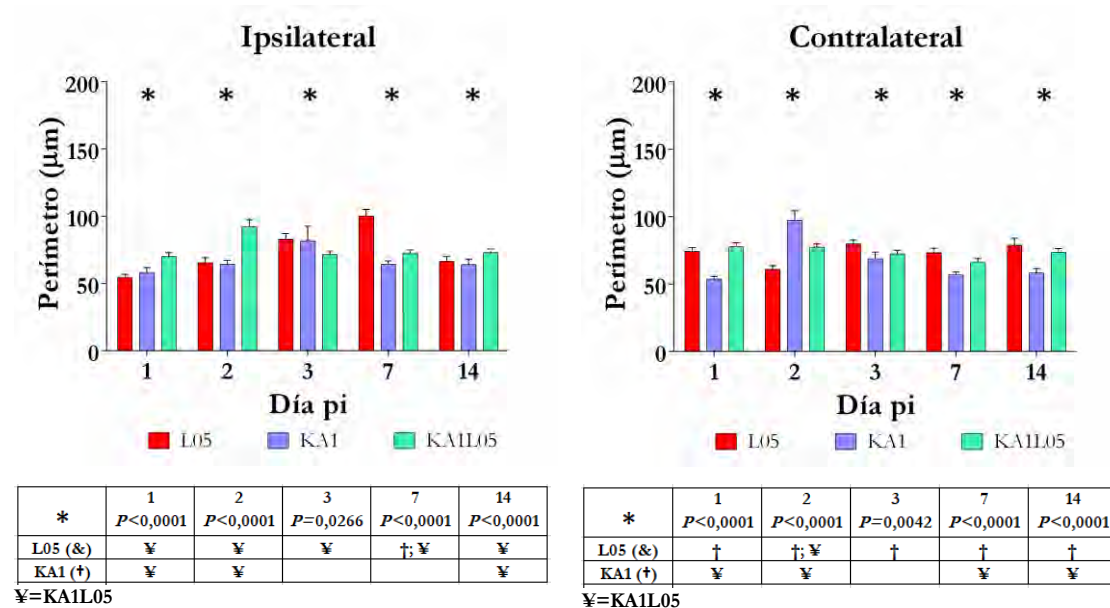 Ipsilateral
Perímetro (μm)
200
150
100
50
0
* * * * *
1 2 3 7 14
Día pi
L05 KA1 KA1L05
* 1 2 3 7 14
P<0,0001 P<0,0001 P=0,0266 P<0,0001 P<0,0001
L05 (&) ¥ ¥ ¥ †; ¥ ¥
KA1 (†) ¥ ¥ ¥
¥=KA1L05
Contralateral
Perímetro (μm)
200
150
100
50
0
* * * * *
1 2 3 7 14
Día pi
L05 KA1 KA1L05
* 1 2 3 7 14
P<0,0001 P<0,0001 P=0,0042 P<0,0001 P<0,0001
L05 (&) † †; ¥ † † †
KA1 (†) ¥ ¥ ¥ ¥
¥=KA1L05